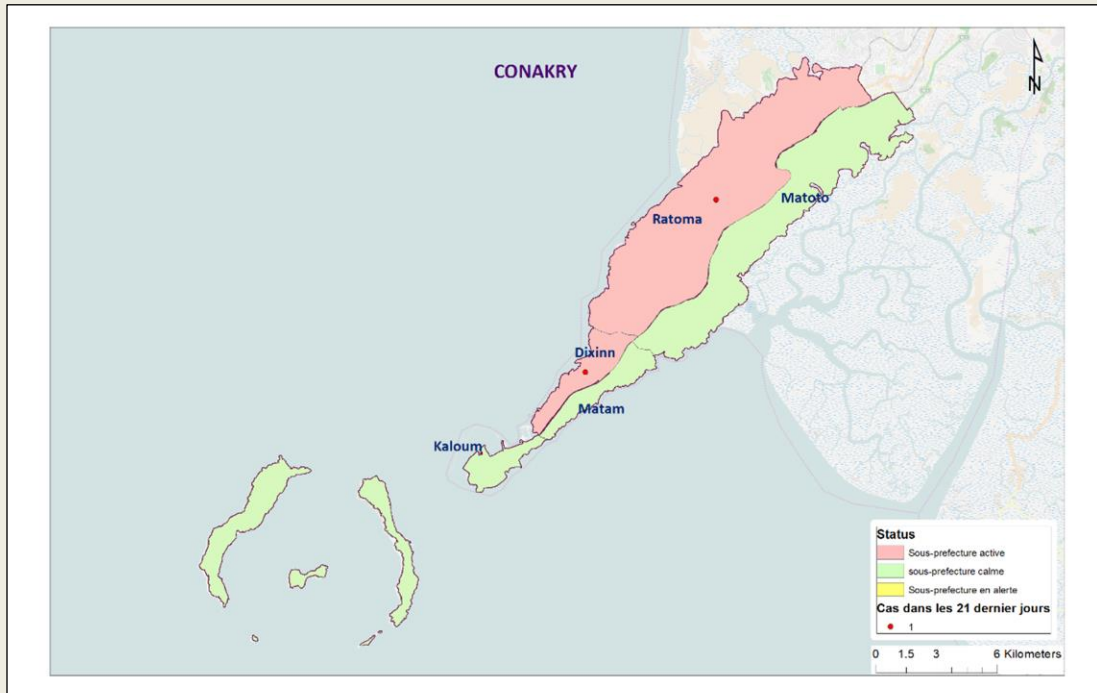 CONAKRY
N
Ratoma
Matoto
Dixinn
Matam
Kaloum
Status
Sous-prefecture active
sous-prefecture calme
Sous-prefecture en alerte
Cas dans les 21 dernier jours
1
0 1.5 3 6 Kilometers